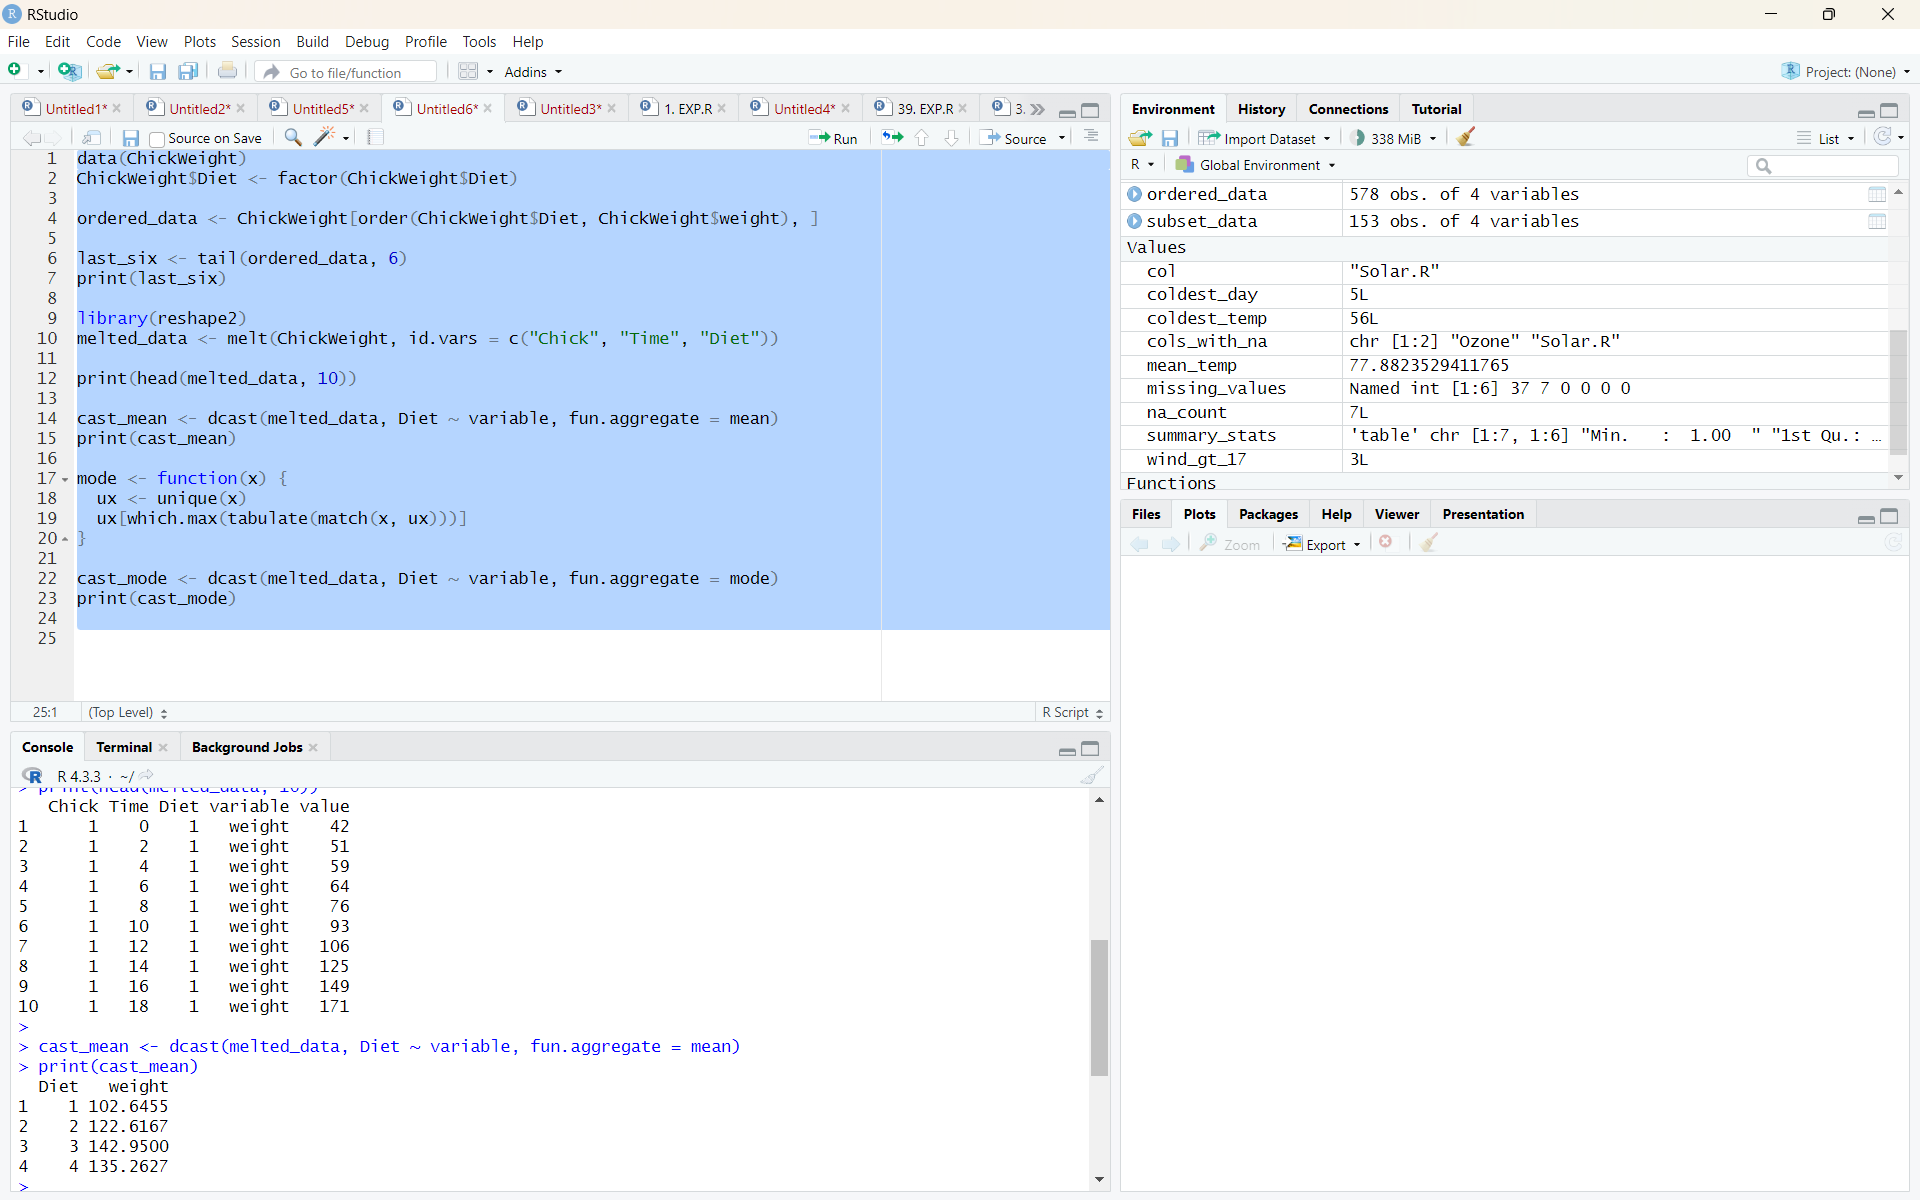 RStudio
File Edit Code View Plots Session Build Debug Profile Tools Help
Go to file/function Addins Project: (None)
Untitled1* Untitled2* Untitled5* Untitled6* Untitled3* 1. EXP.R Untitled4* 39. EXP.R 3.
Source on Save Run Source
1 data(ChickWeight)
2 ChickWeight$Diet <- factor(ChickWeight$Diet)
3
4 ordered_data <- ChickWeight[order(ChickWeight$Diet, ChickWeight$weight), ]
5
6 last_six <- tail(ordered_data, 6)
7 print(last_six)
8
9 library(reshape2)
10 melted_data <- melt(ChickWeight, id.vars = c("Chick", "Time", "Diet"))
11
12 print(head(melted_data, 10))
13
14 cast_mean <- dcast(melted_data, Diet ~ variable, fun.aggregate = mean)
15 print(cast_mean)
16
17 mode <- function(x) {
18   ux <- unique(x)
19   ux[which.max(tabulate(match(x, ux)))]
20 }
21
22 cast_mode <- dcast(melted_data, Diet ~ variable, fun.aggregate = mode)
23 print(cast_mode)
24
25
25:1 (Top Level) R Script
Console Terminal Background Jobs
R 4.3.3 · ~/
> print(head(melted_data, 10))
   Chick Time Diet variable value
1      1    0    1   weight    42
2      1    2    1   weight    51
3      1    4    1   weight    59
4      1    6    1   weight    64
5      1    8    1   weight    76
6      1   10    1   weight    93
7      1   12    1   weight   106
8      1   14    1   weight   125
9      1   16    1   weight   149
10     1   18    1   weight   171
>
> cast_mean <- dcast(melted_data, Diet ~ variable, fun.aggregate = mean)
> print(cast_mean)
  Diet   weight
1    1 102.6455
2    2 122.6167
3    3 142.9500
4    4 135.2627
>
Environment History Connections Tutorial
Import Dataset 338 MiB List
R Global Environment
ordered_data 578 obs. of 4 variables
subset_data 153 obs. of 4 variables
Values
col "Solar.R"
coldest_day 5L
coldest_temp 56L
cols_with_na chr [1:2] "Ozone" "Solar.R"
mean_temp 77.8823529411765
missing_values Named int [1:6] 37 7 0 0 0 0
na_count 7L
summary_stats 'table' chr [1:7, 1:6] "Min.   :  1.00  " "1st Qu.: …
wind_gt_17 3L
Functions
Files Plots Packages Help Viewer Presentation
Zoom Export